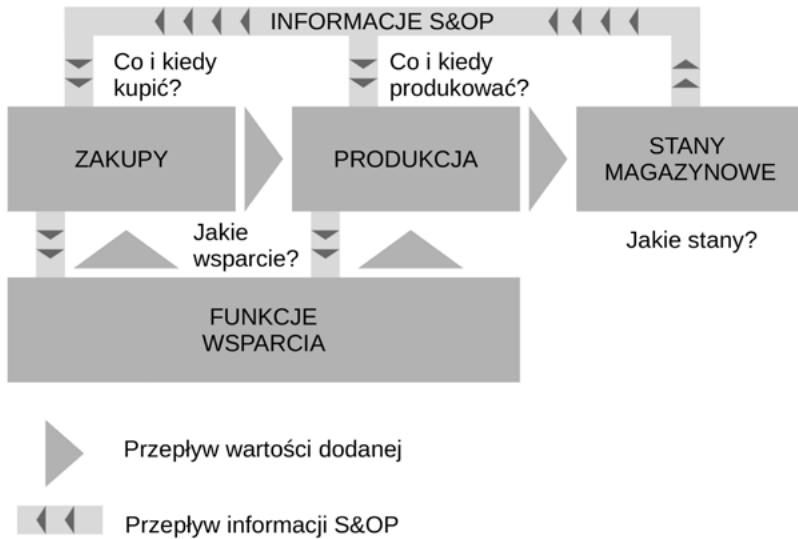 INFORMACJE S&OP
Co i kiedy
kupić?
Co i kiedy
produkować?
ZAKUPY
PRODUKCJA
STANY
MAGAZYNOWE
Jakie
wsparcie?
Jakie stany?
FUNKCJE
WSPARCIA
Przepływ wartości dodanej
Przepływ informacji S&OP